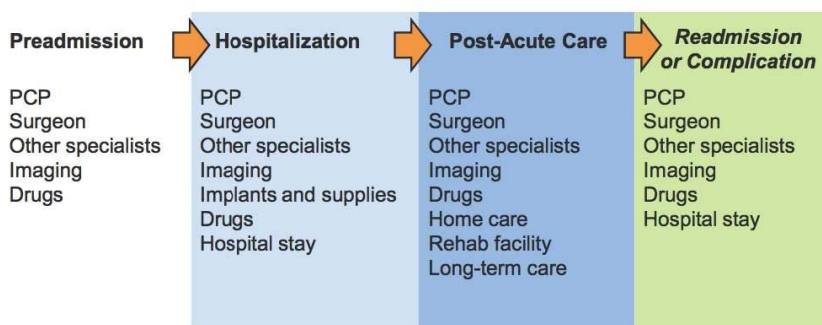 Preadmission
PCP
Surgeon
Other specialists
Imaging
Drugs
Hospitalization
PCP
Surgeon
Other specialists
Imaging
Implants and supplies
Drugs
Hospital stay
Post-Acute Care
PCP
Surgeon
Other specialists
Imaging
Drugs
Home care
Rehab facility
Long-term care
Readmission
or Complication
PCP
Surgeon
Other specialists
Imaging
Drugs
Hospital stay